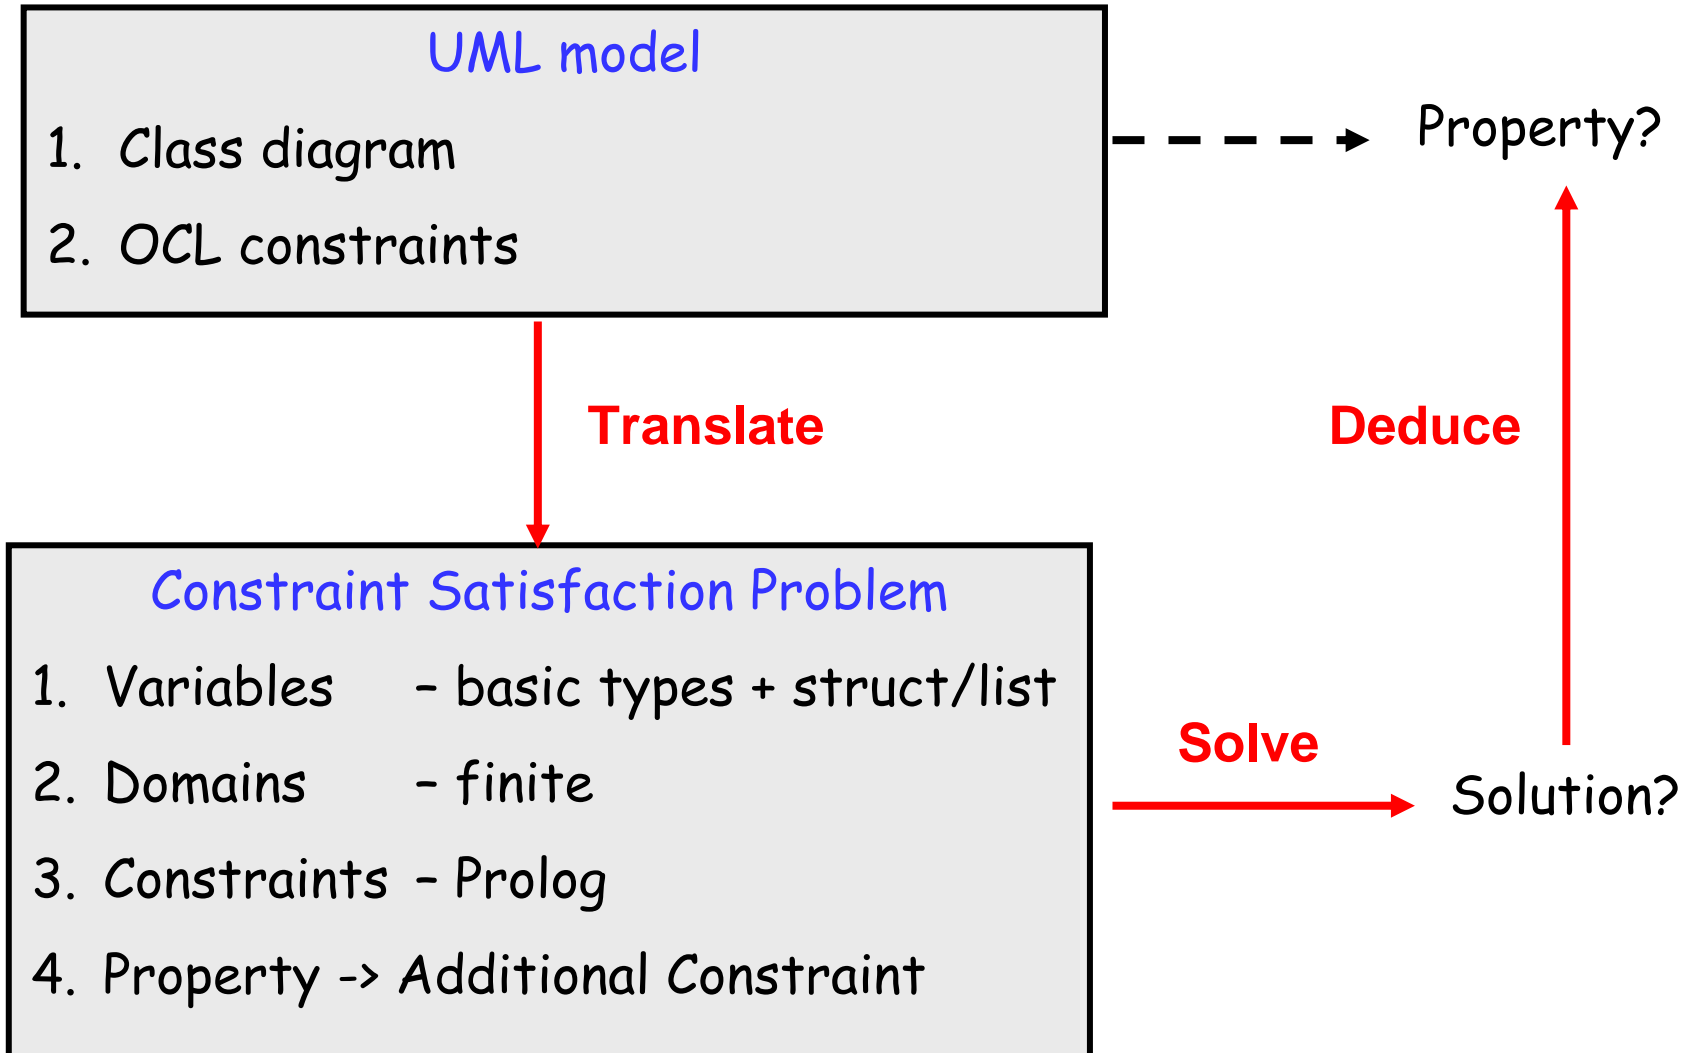 UML model
1. Class diagram
2. OCL constraints
Property?
Translate
Deduce
Constraint Satisfaction Problem
1. Variables – basic types + struct/list
2. Domains – finite
3. Constraints – Prolog
4. Property -> Additional Constraint
Solve
Solution?